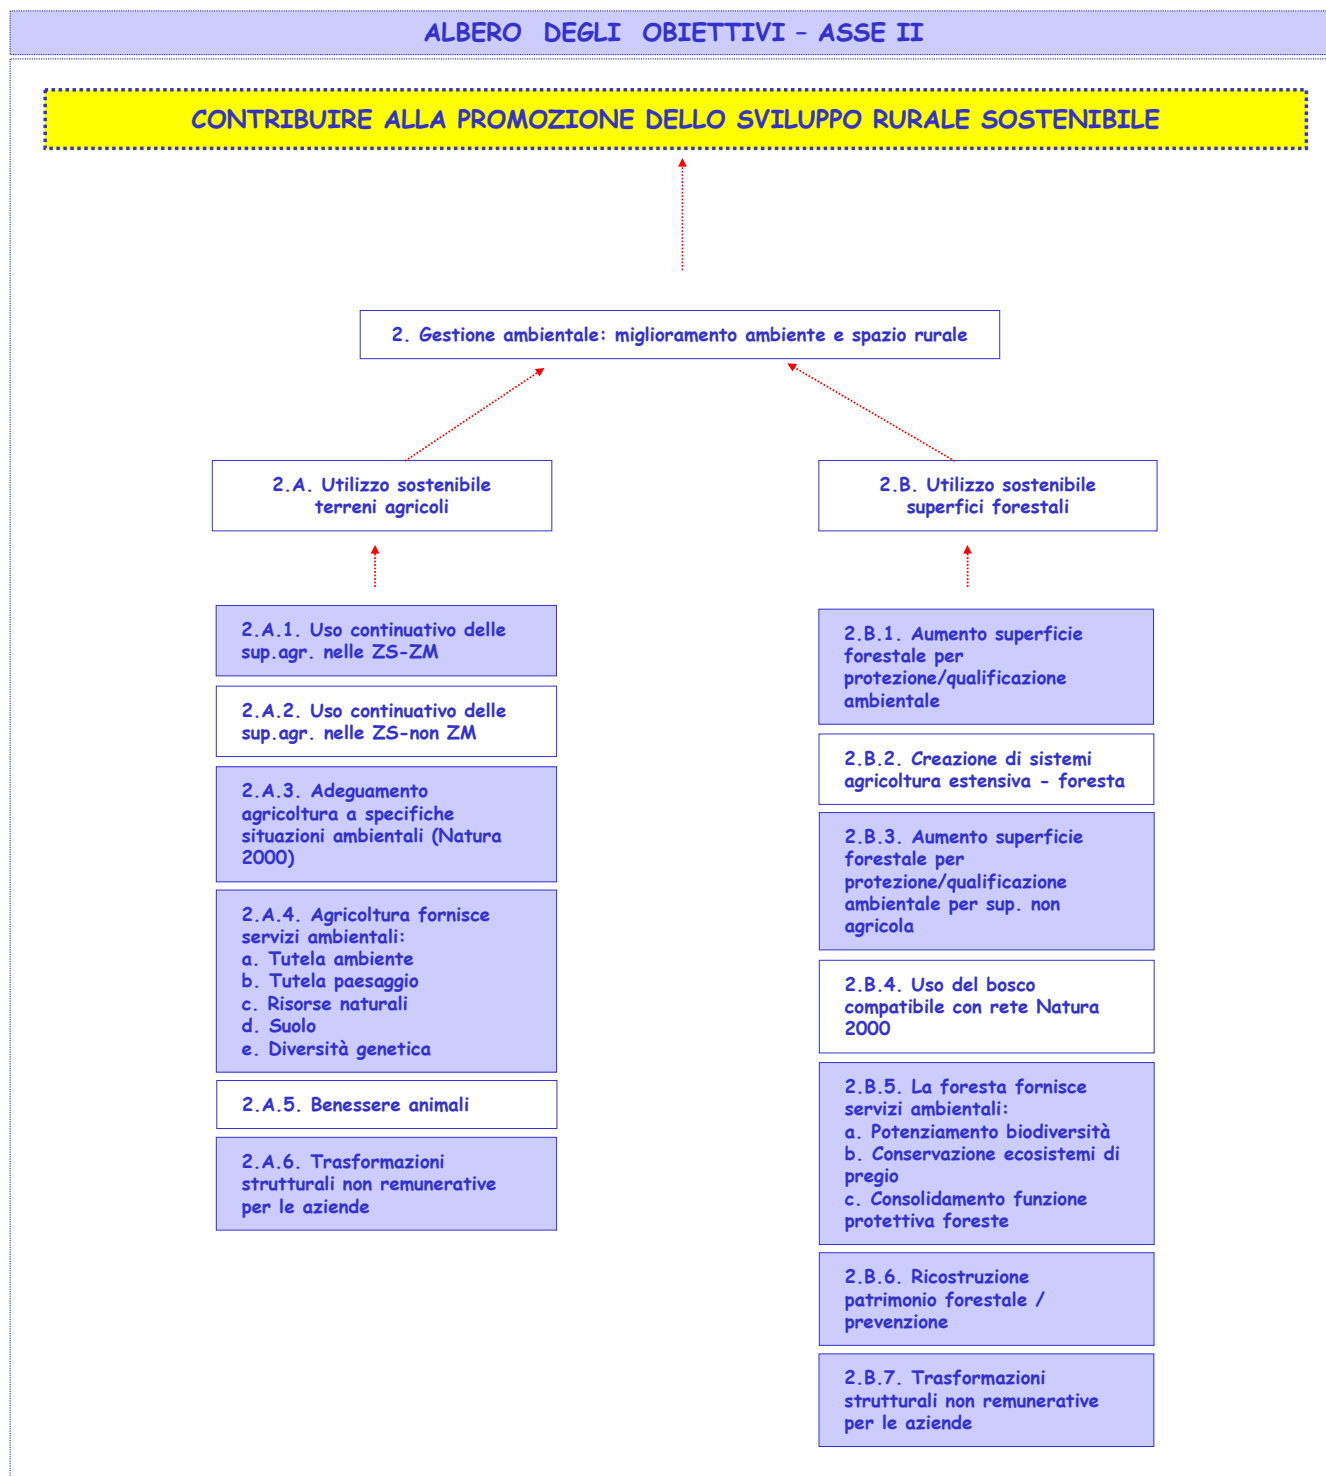 ALBERO DEGLI OBIETTIVI – ASSE II
CONTRIBUIRE ALLA PROMOZIONE DELLO SVILUPPO RURALE SOSTENIBILE
2. Gestione ambientale: miglioramento ambiente e spazio rurale
2.A. Utilizzo sostenibile
terreni agricoli
2.B. Utilizzo sostenibile
superfici forestali
2.A.1. Uso continuativo delle
sup.agr. nelle ZS-ZM
2.A.2. Uso continuativo delle
sup.agr. nelle ZS-non ZM
2.A.3. Adeguamento
agricoltura a specifiche
situazioni ambientali (Natura
2000)
2.A.4. Agricoltura fornisce
servizi ambientali:
a. Tutela ambiente
b. Tutela paesaggio
c. Risorse naturali
d. Suolo
e. Diversità genetica
2.A.5. Benessere animali
2.A.6. Trasformazioni
strutturali non remunerative
per le aziende
2.B.1. Aumento superficie
forestale per
protezione/qualificazione
ambientale
2.B.2. Creazione di sistemi
agricoltura estensiva - foresta
2.B.3. Aumento superficie
forestale per
protezione/qualificazione
ambientale per sup. non
agricola
2.B.4. Uso del bosco
compatibile con rete Natura
2000
2.B.5. La foresta fornisce
servizi ambientali:
a. Potenziamento biodiversità
b. Conservazione ecosistemi di
pregio
c. Consolidamento funzione
protettiva foreste
2.B.6. Ricostruzione
patrimonio forestale /
prevenzione
2.B.7. Trasformazioni
strutturali non remunerative
per le aziende